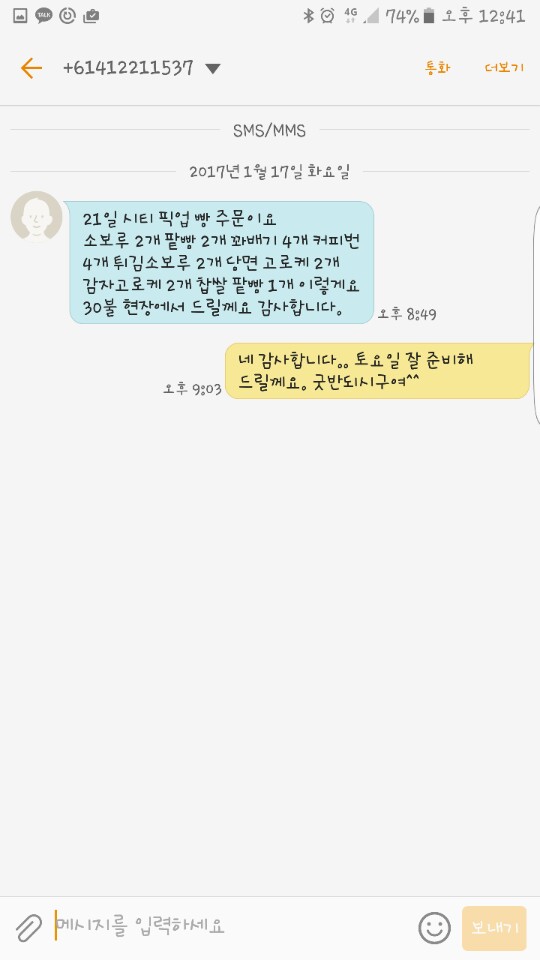 TALK 4G 74% 오후 12:41
+61412211537 통화 더보기
SMS/MMS
2017년 1월 17일 화요일
21일 시티 픽업 빵 주문이요
소보루 2개 팥빵 2개 꽈배기 4개 커피번
4개 튀김소보루 2개 당면 고로케 2개
감자고로케 2개 찹쌀 팥빵 1개 이렇게요
30불 현장에서 드릴께요 감사합니다.
오후 8:49
네 감사합니다.. 토요일 잘 준비해
드릴께요. 굿반되시구여^^
오후 9:03
메시지를 입력하세요 보내기